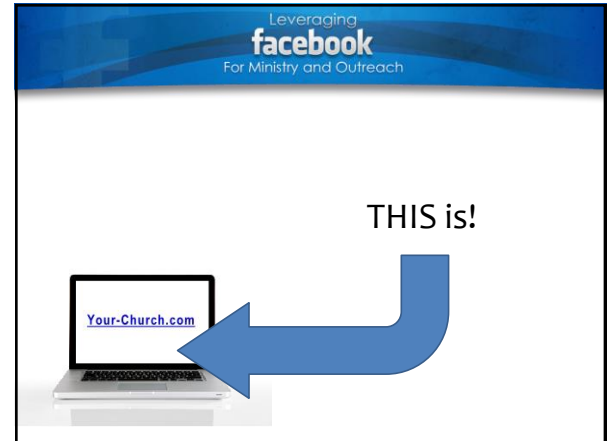 Leveraging
facebook
For Ministry and Outreach
THIS is!
Your-Church.com